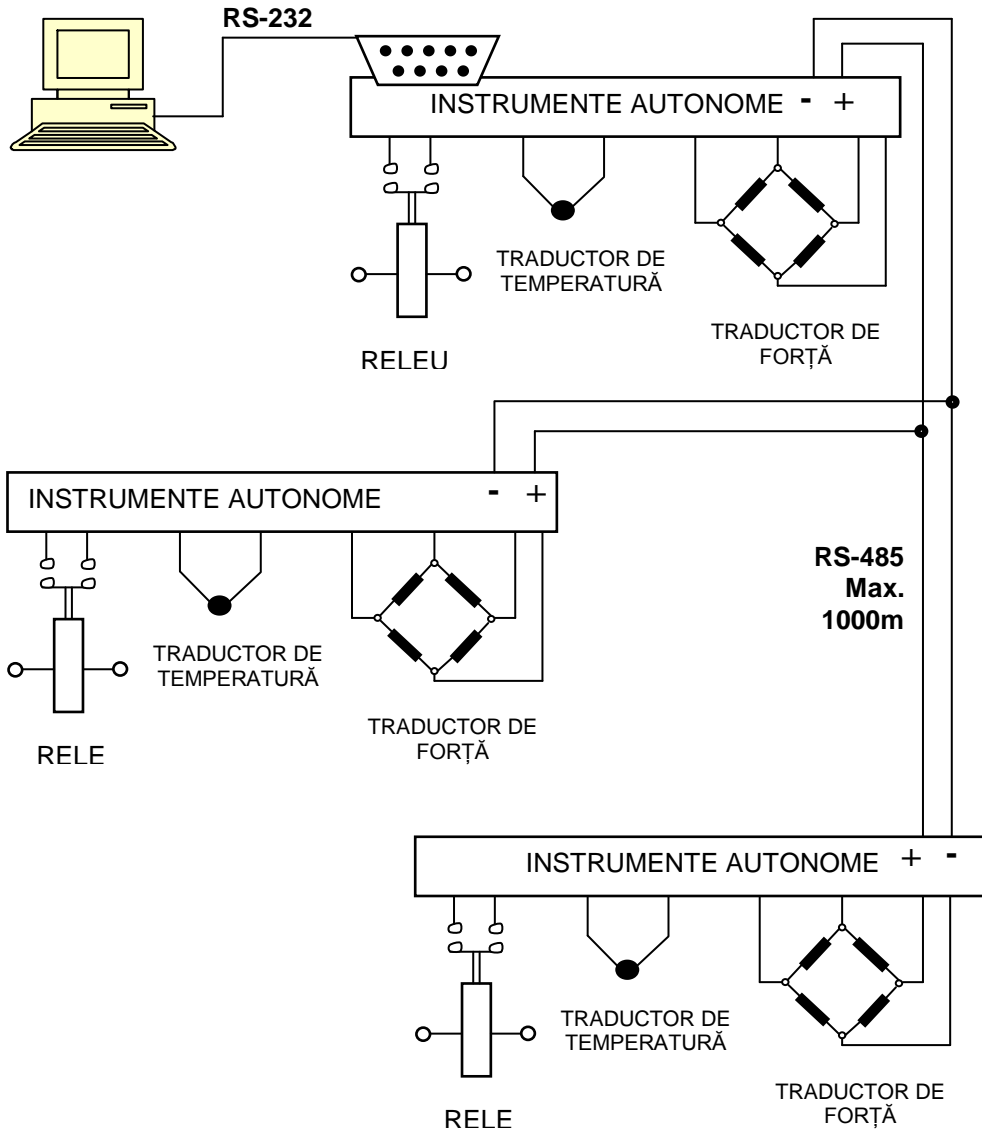 RS-232
INSTRUMENTE AUTONOME - +
TRADUCTOR DE
TEMPERATURĂ
TRADUCTOR DE
FORȚĂ
RELEU
INSTRUMENTE AUTONOME - +
RS-485
Max.
1000m
TRADUCTOR DE
TEMPERATURĂ
TRADUCTOR DE
FORȚĂ
RELE
INSTRUMENTE AUTONOME + -
TRADUCTOR DE
TEMPERATURĂ
TRADUCTOR DE
FORȚĂ
RELE